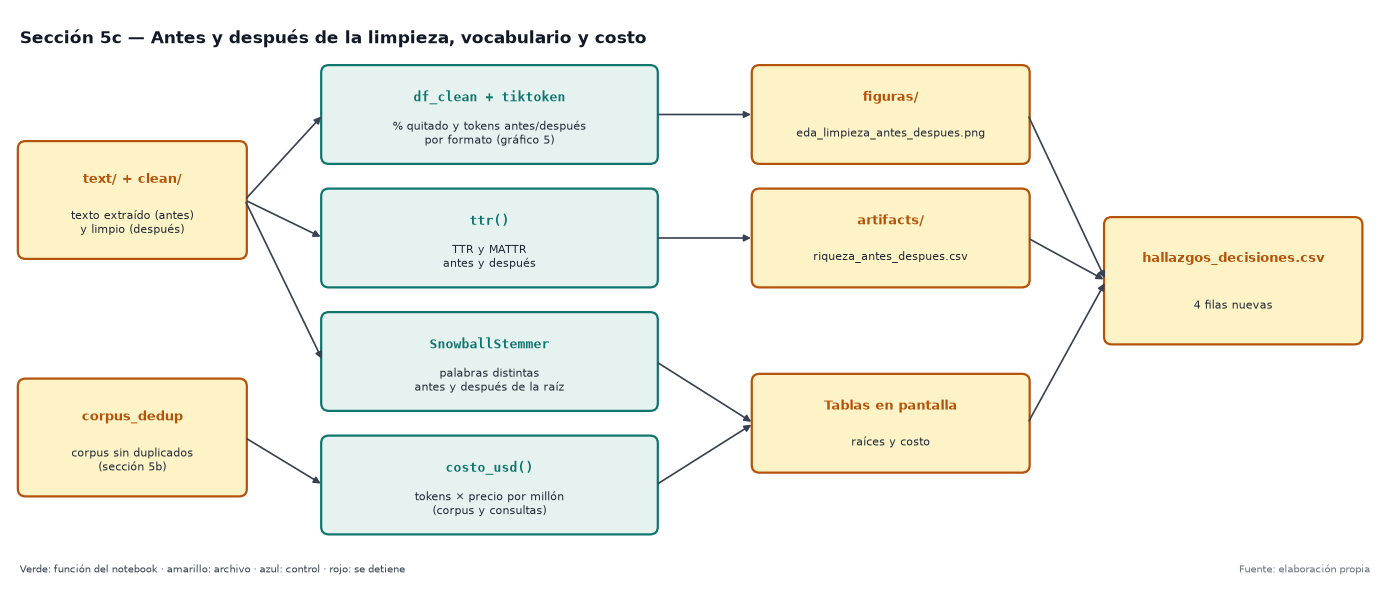 Sección 5c — Antes y después de la limpieza, vocabulario y costo
text/ + clean/
texto extraído (antes)
y limpio (después)
corpus_dedup
corpus sin duplicados
(sección 5b)
df_clean + tiktoken
% quitado y tokens antes/después
por formato (gráfico 5)
ttr()
TTR y MATTR
antes y después
SnowballStemmer
palabras distintas
antes y después de la raíz
costo_usd()
tokens × precio por millón
(corpus y consultas)
figuras/
eda_limpieza_antes_despues.png
artifacts/
riqueza_antes_despues.csv
Tablas en pantalla
raíces y costo
hallazgos_decisiones.csv
4 filas nuevas
Verde: función del notebook · amarillo: archivo · azul: control · rojo: se detiene
Fuente: elaboración propia